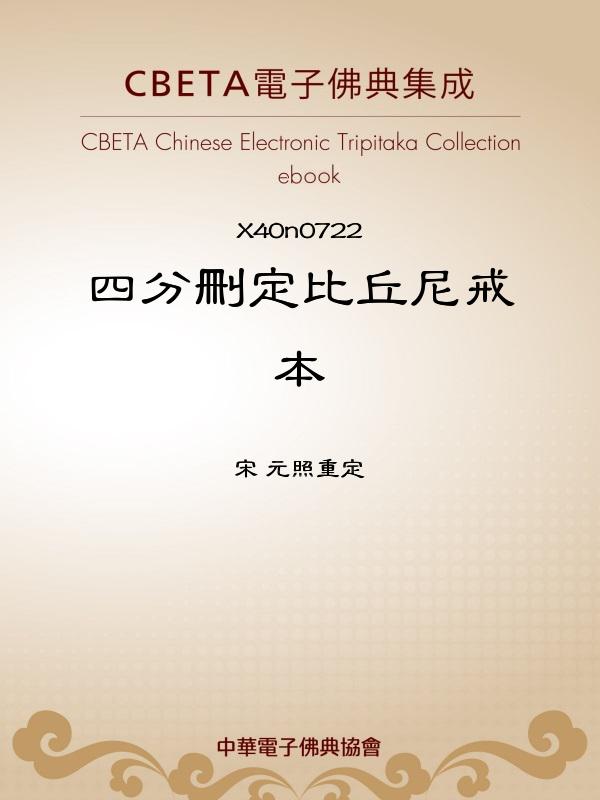 CBETA電子佛典集成
CBETA Chinese Electronic Tripitaka Collection
ebook
X40n0722
四分刪定比丘尼戒
本
宋 元照重定
中華電子佛典協會